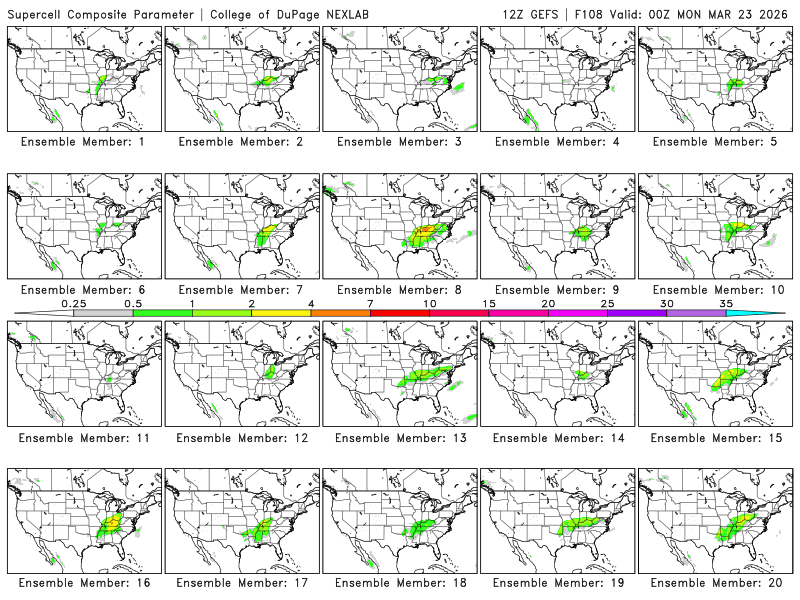 Supercell Composite Parameter | College of DuPage NEXLAB 12Z GEFS | F108 Valid: 00Z MON MAR 23 2026
Ensemble Member: 1 Ensemble Member: 2 Ensemble Member: 3 Ensemble Member: 4 Ensemble Member: 5
Ensemble Member: 6 Ensemble Member: 7 Ensemble Member: 8 Ensemble Member: 9 Ensemble Member: 10
0.25 0.5 1 2 4 7 10 15 20 25 30 35
Ensemble Member: 11 Ensemble Member: 12 Ensemble Member: 13 Ensemble Member: 14 Ensemble Member: 15
Ensemble Member: 16 Ensemble Member: 17 Ensemble Member: 18 Ensemble Member: 19 Ensemble Member: 20